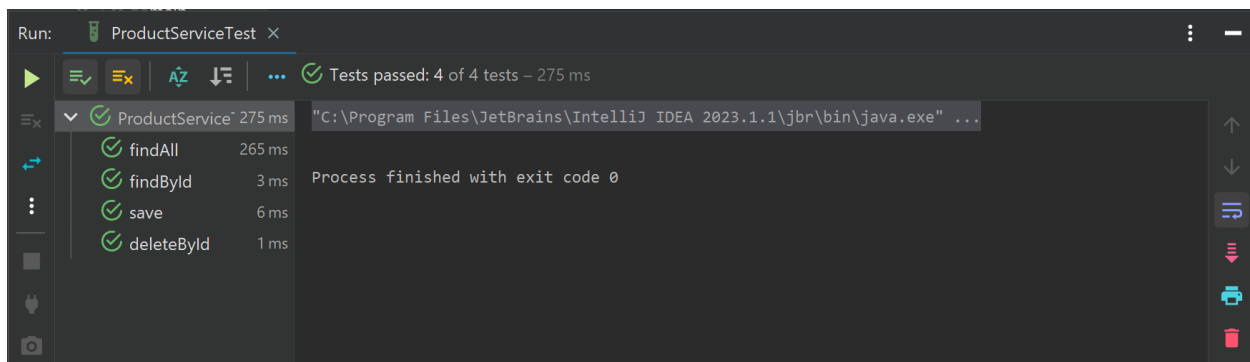 Run: ProductServiceTest
Tests passed: 4 of 4 tests – 275 ms
ProductService 275 ms
findAll 265 ms
findById 3 ms
save 6 ms
deleteById 1 ms
"C:\Program Files\JetBrains\IntelliJ IDEA 2023.1.1\jbr\bin\java.exe" ...
Process finished with exit code 0